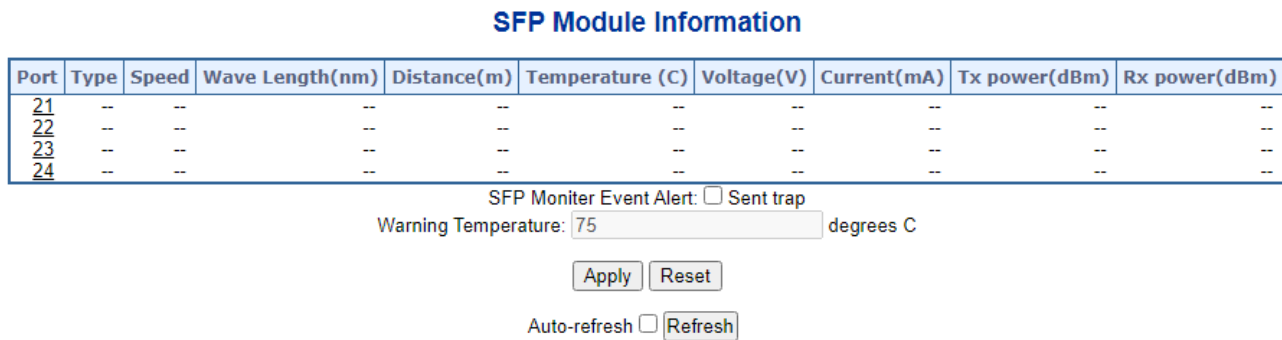 SFP Module Information
Port Type Speed Wave Length(nm) Distance(m) Temperature (C) Voltage(V) Current(mA) Tx power(dBm) Rx power(dBm)
21 -- -- -- -- -- -- -- -- --
22 -- -- -- -- -- -- -- -- --
23 -- -- -- -- -- -- -- -- --
24 -- -- -- -- -- -- -- -- --
SFP Moniter Event Alert: Sent trap
Warning Temperature: 75 degrees C
Apply Reset
Auto-refresh Refresh